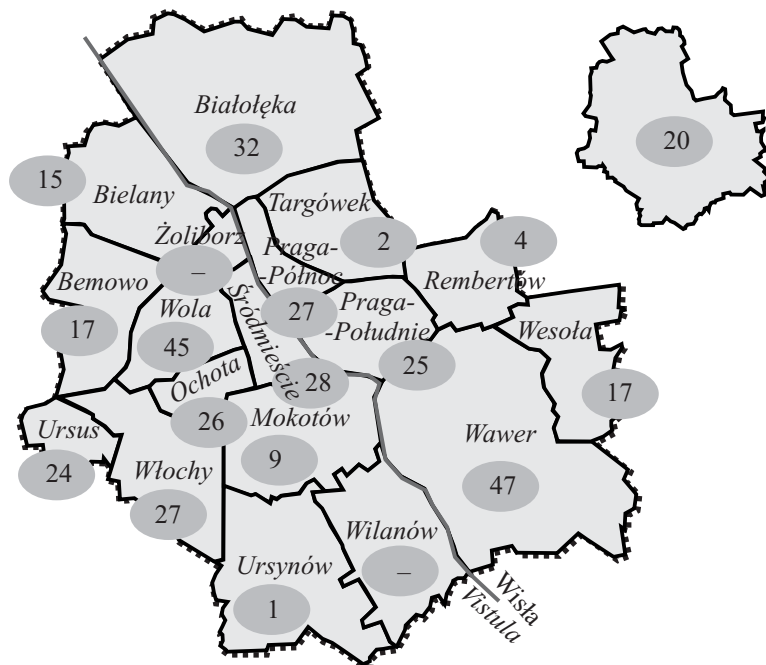 Białołęka
32
20
15
Bielany
Targówek
2
Żoliborz
–
Praga-
-Północ
27
4
Rembertów
Bemowo
17
Wola
45
Śródmieście
28
Praga-
-Południe
25
Wesoła
17
Ochota
26
Mokotów
9
Ursus
24
Włochy
27
Wawer
47
Wilanów
–
Ursynów
1
Wisła
Vistula